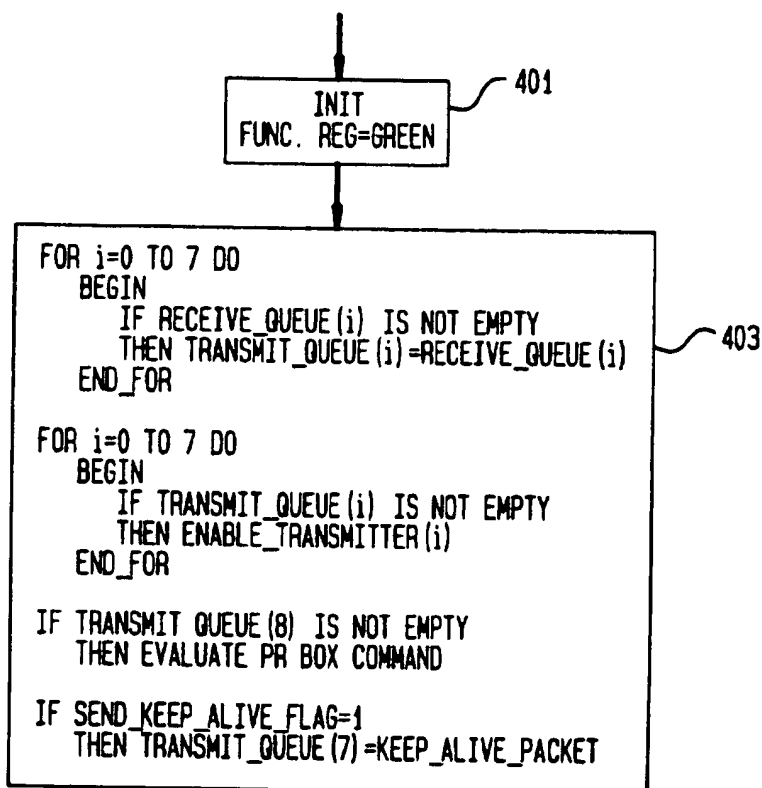 INIT
FUNC. REG=GREEN
401
FOR i=0 TO 7 DO
BEGIN
IF RECEIVE_QUEUE(i) IS NOT EMPTY
THEN TRANSMIT_QUEUE(i)=RECEIVE_QUEUE(i)
END_FOR
403
FOR i=0 TO 7 DO
BEGIN
IF TRANSMIT_QUEUE(i) IS NOT EMPTY
THEN ENABLE_TRANSMITTER(i)
END_FOR
IF TRANSMIT QUEUE(8) IS NOT EMPTY
THEN EVALUATE PR BOX COMMAND
IF SEND_KEEP_ALIVE_FLAG=1
THEN TRANSMIT_QUEUE(7)=KEEP_ALIVE_PACKET